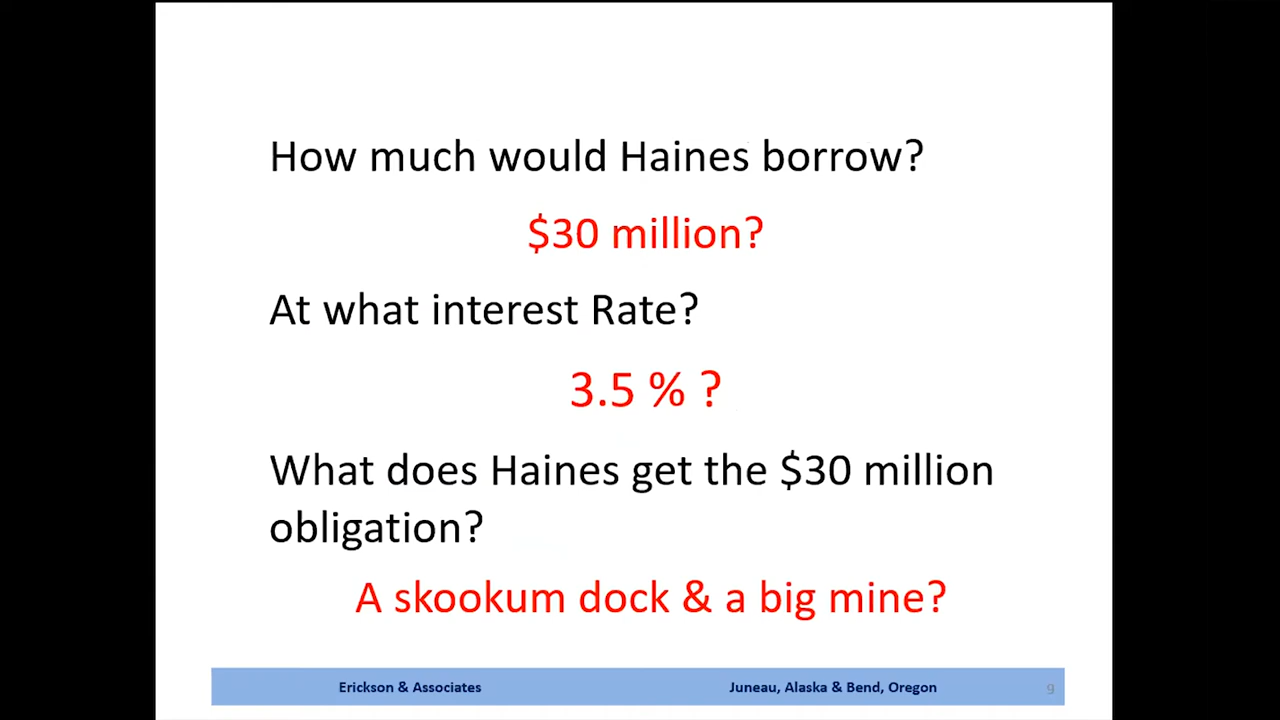 How much would Haines borrow?
$30 million?
At what interest Rate?
3.5 % ?
What does Haines get the $30 million
obligation?
A skookum dock & a big mine?
Erickson & Associates
Juneau, Alaska & Bend, Oregon
9